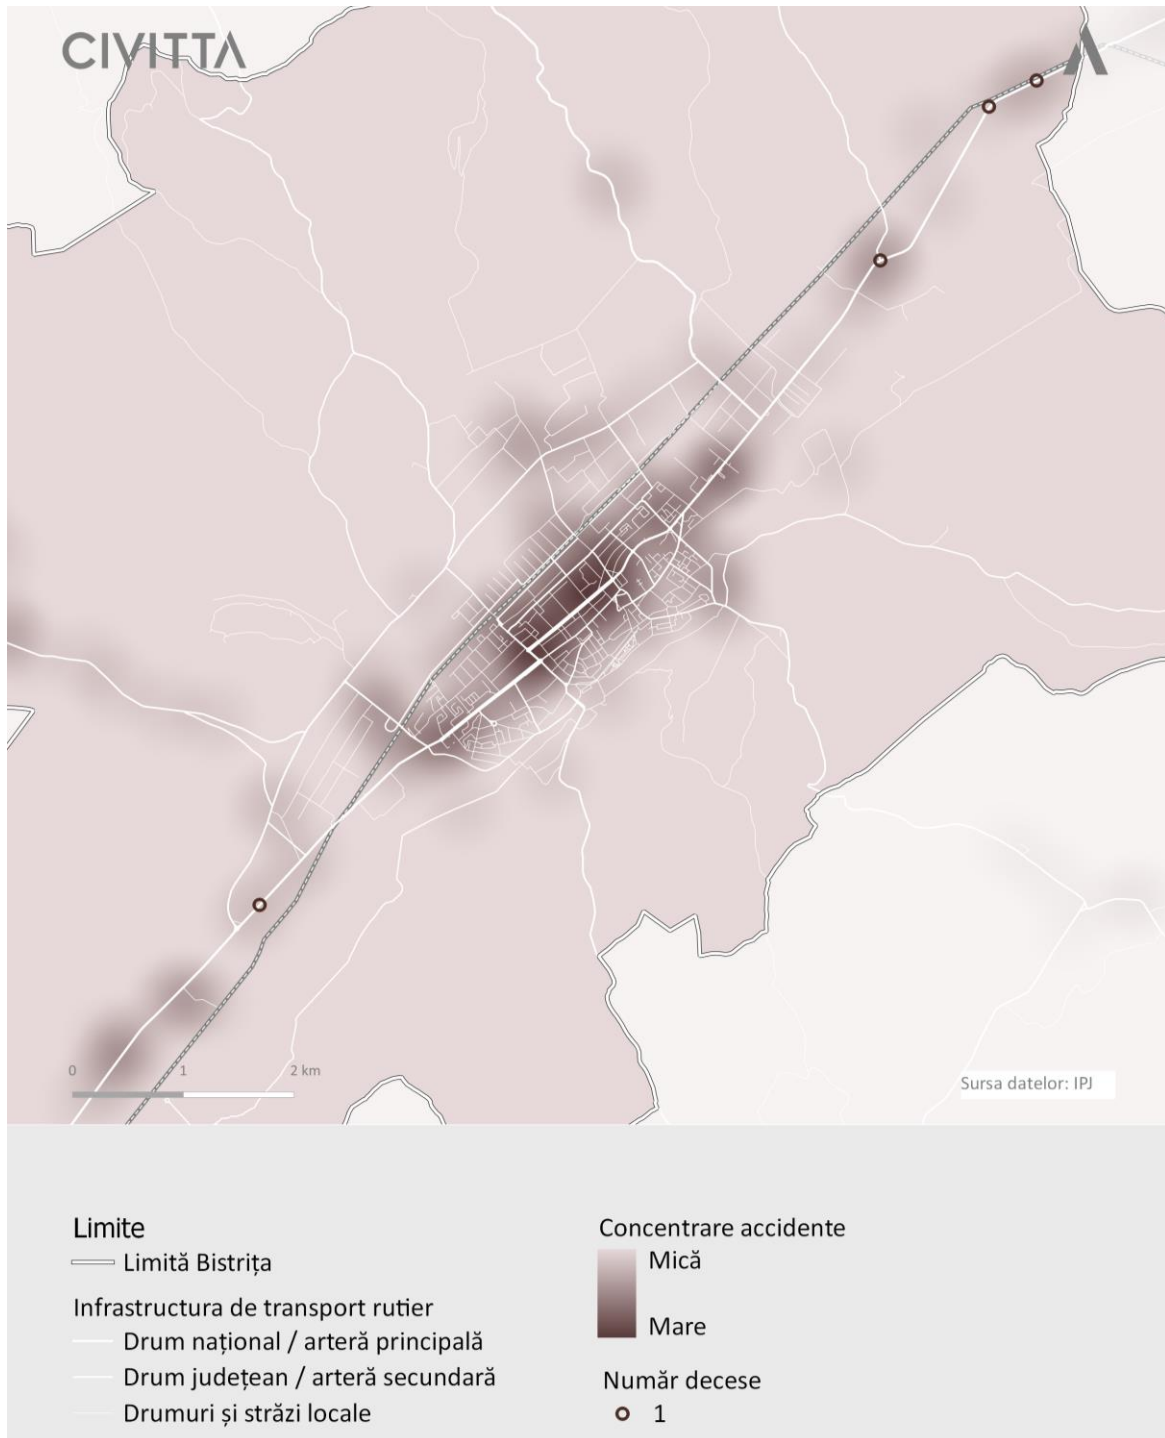 CIVITTA
0 1 2 km
Sursa datelor: IPJ
Limite
Limită Bistrița
Infrastructura de transport rutier
Drum național / arteră principală
Drum județean / arteră secundară
Drumuri și străzi locale
Concentrare accidente
Mică
Mare
Număr decese
1